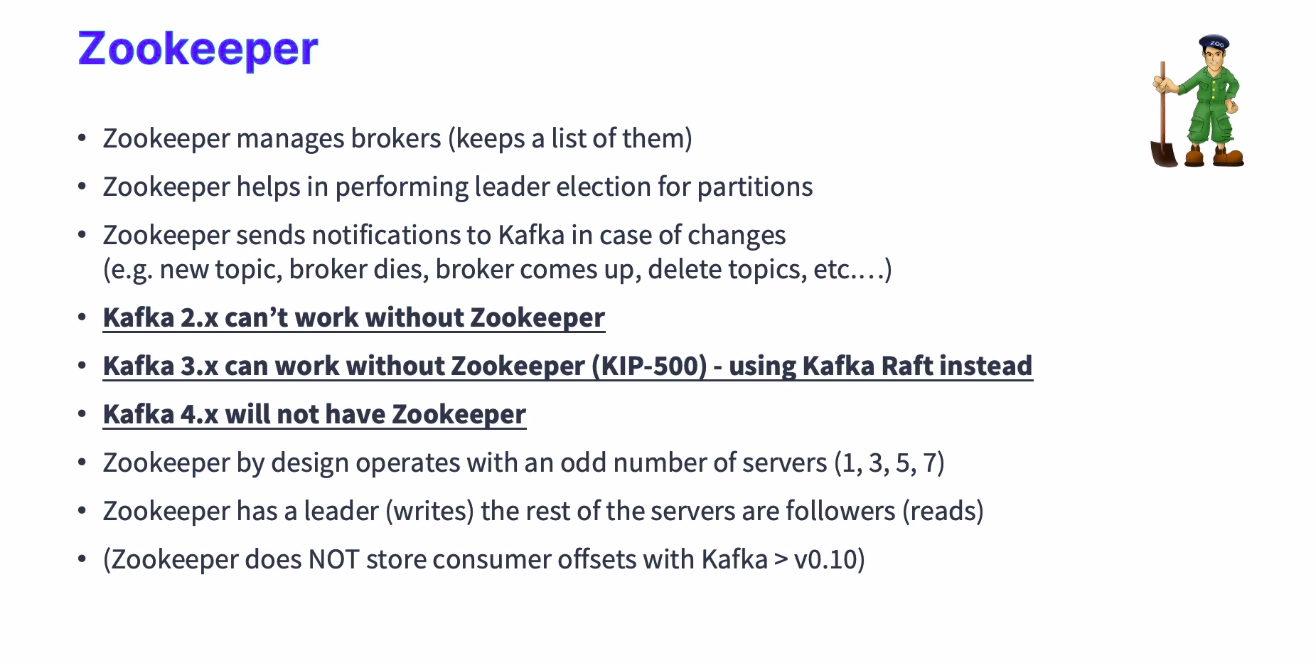 Zookeeper
ZOO
• Zookeeper manages brokers (keeps a list of them)
• Zookeeper helps in performing leader election for partitions
• Zookeeper sends notifications to Kafka in case of changes
(e.g. new topic, broker dies, broker comes up, delete topics, etc.…)
• Kafka 2.x can’t work without Zookeeper
• Kafka 3.x can work without Zookeeper (KIP-500) - using Kafka Raft instead
• Kafka 4.x will not have Zookeeper
• Zookeeper by design operates with an odd number of servers (1, 3, 5, 7)
• Zookeeper has a leader (writes) the rest of the servers are followers (reads)
• (Zookeeper does NOT store consumer offsets with Kafka > v0.10)